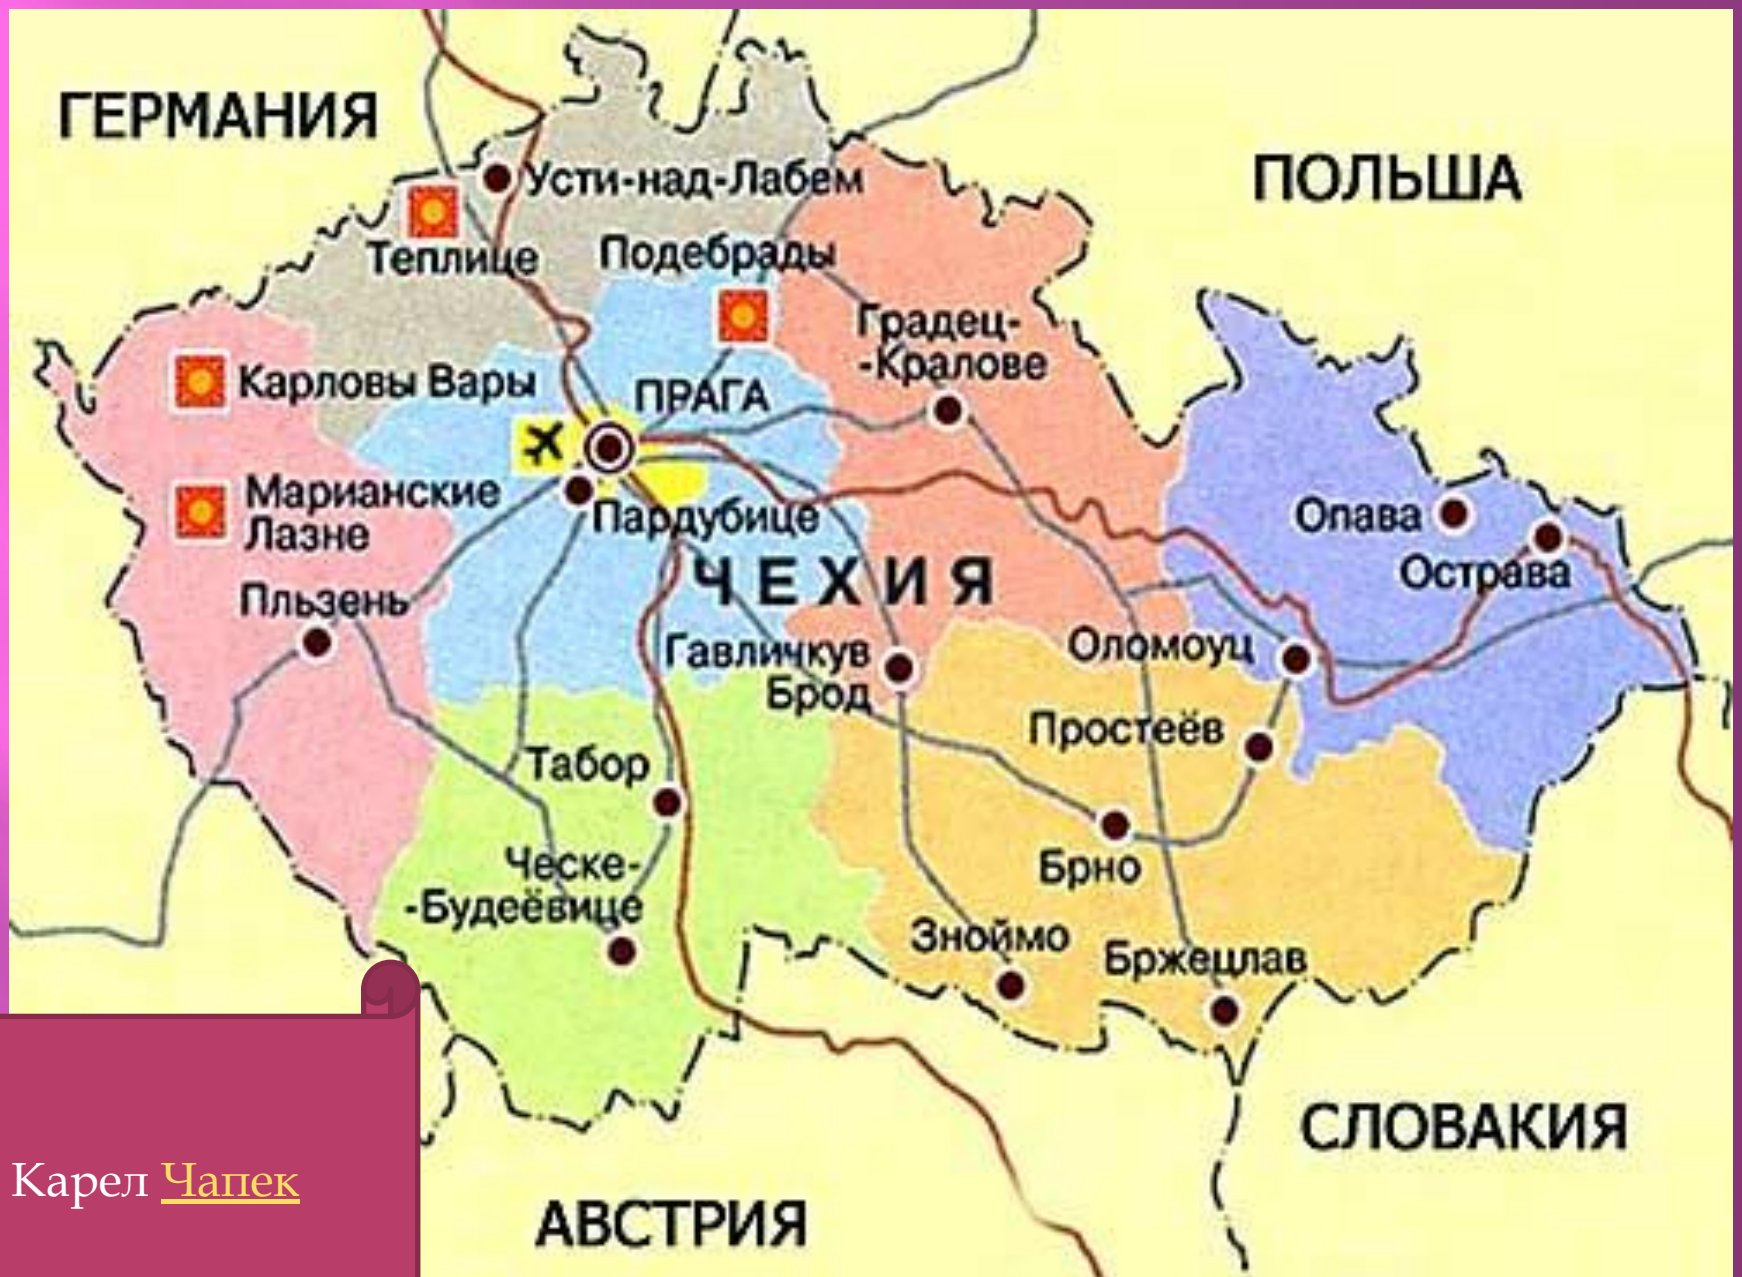 ГЕРМАНИЯ
ПОЛЬША
Усти-над-Лабем
Теплице
Подебрады
Градец-
-Кралове
Карловы Вары
ПРАГА
Марианские
Лазне
Пардубице
Опава
Острава
ЧЕХИЯ
Пльзень
Гавличкув
Брод
Оломоуц
Простеёв
Табор
Брно
Ческе-
-Будеёвице
Зноймо
Бржецлав
СЛОВАКИЯ
АВСТРИЯ
Карел Чапек